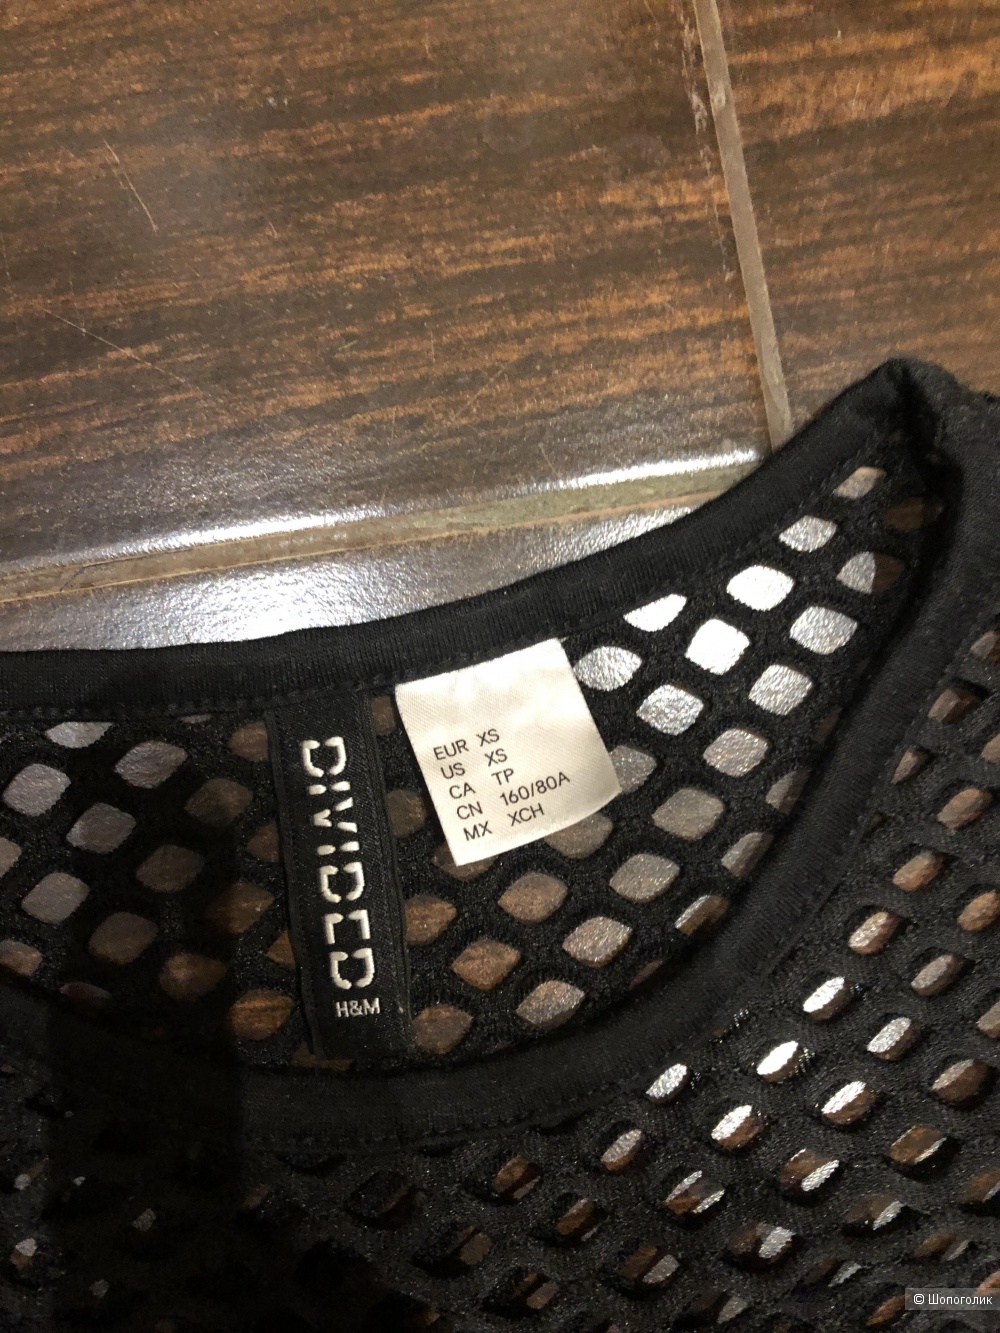 EUR XS
US XS
CA TP
CN 160/80A
MX XCH
DIVIDED
H&M
© Шопоголик